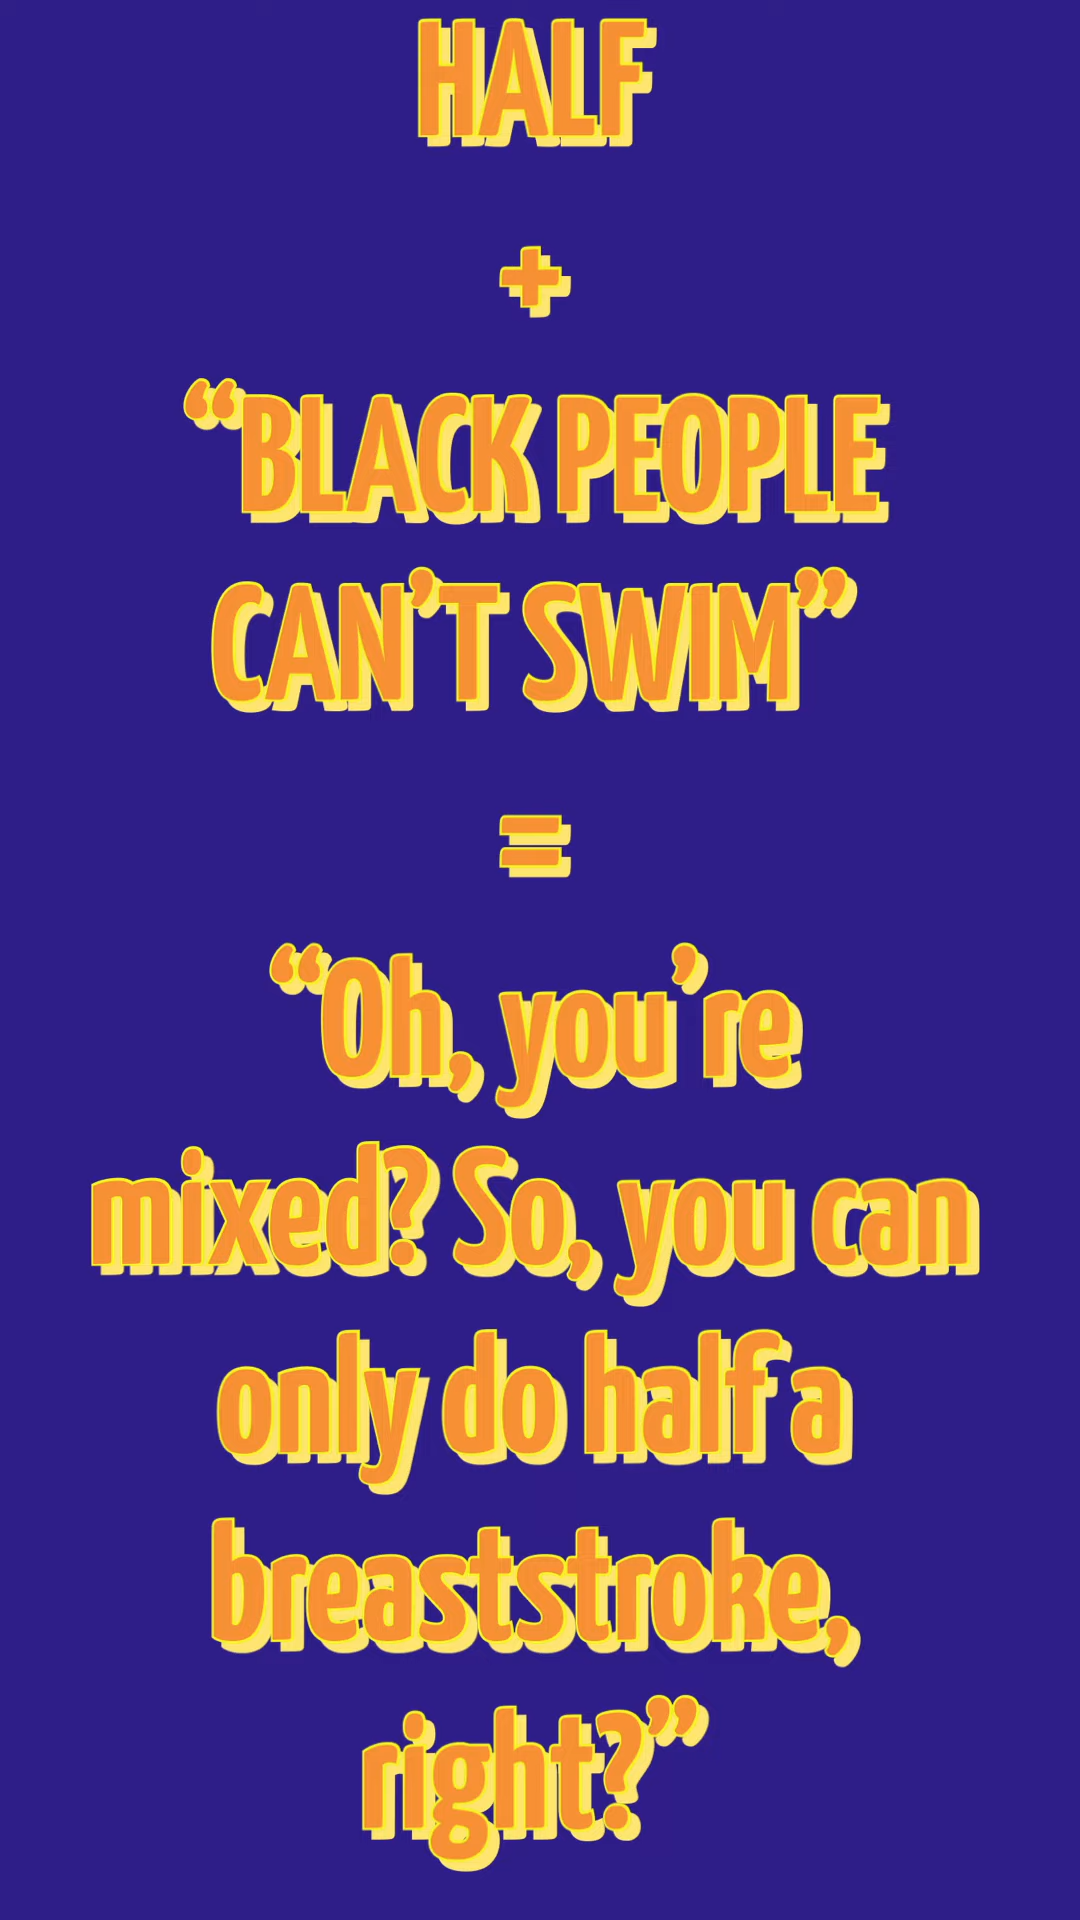 HALF
+
“BLACK PEOPLE
CAN’T SWIM”
=
“Oh, you’re
mixed? So, you can
only do half a
breaststroke,
right?”